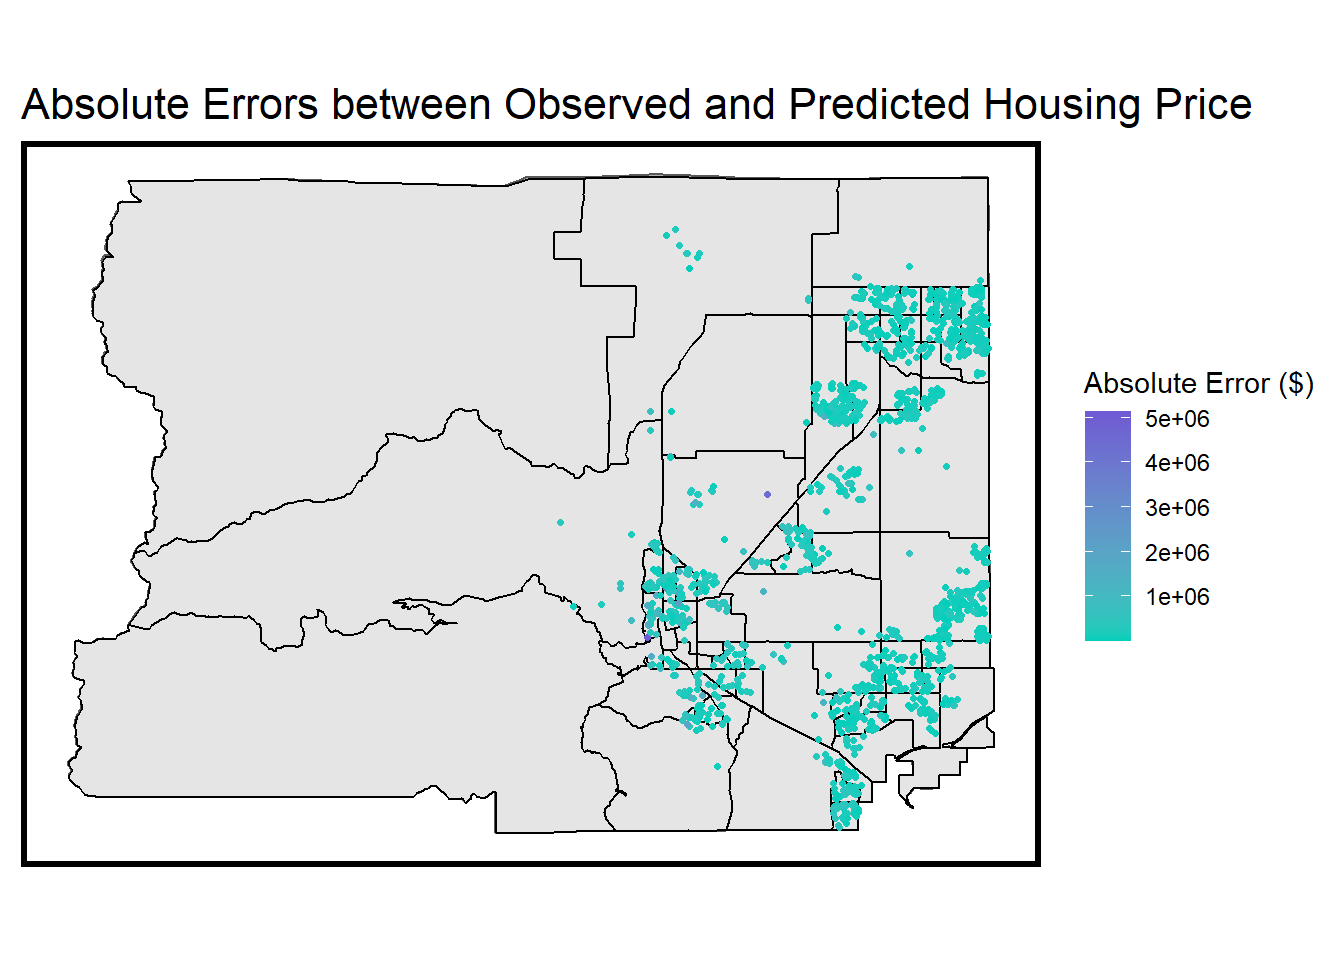 Absolute Errors between Observed and Predicted Housing Price
Absolute Error ($)
5e+06
4e+06
3e+06
2e+06
1e+06